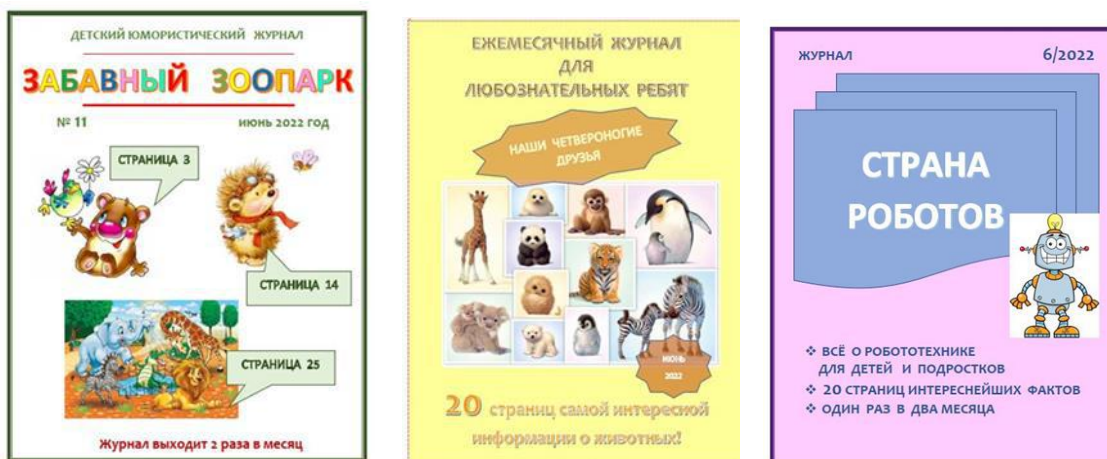 ДЕТСКИЙ ЮМОРИСТИЧЕСКИЙ ЖУРНАЛ
ЗАБАВНЫЙ ЗООПАРК
№ 11 ИЮНЬ 2022 ГОД
СТРАНИЦА 3
СТРАНИЦА 14
СТРАНИЦА 25
Журнал выходит 2 раза в месяц
ЕЖЕМЕСЯЧНЫЙ ЖУРНАЛ
ДЛЯ
ЛЮБОЗНАТЕЛЬНЫХ РЕБЯТ
НАШИ ЧЕТВЕРОНОГИЕ
ДРУЗЬЯ
ИЮНЬ
2022
20 страниц самой интересной
информации о животных!
ЖУРНАЛ 6/2022
СТРАНА
РОБОТОВ
❖ ВСЁ О РОБОТОТЕХНИКЕ
ДЛЯ ДЕТЕЙ И ПОДРОСТКОВ
❖ 20 СТРАНИЦ ИНТЕРЕСНЕЙШИХ ФАКТОВ
❖ ОДИН РАЗ В ДВА МЕСЯЦА